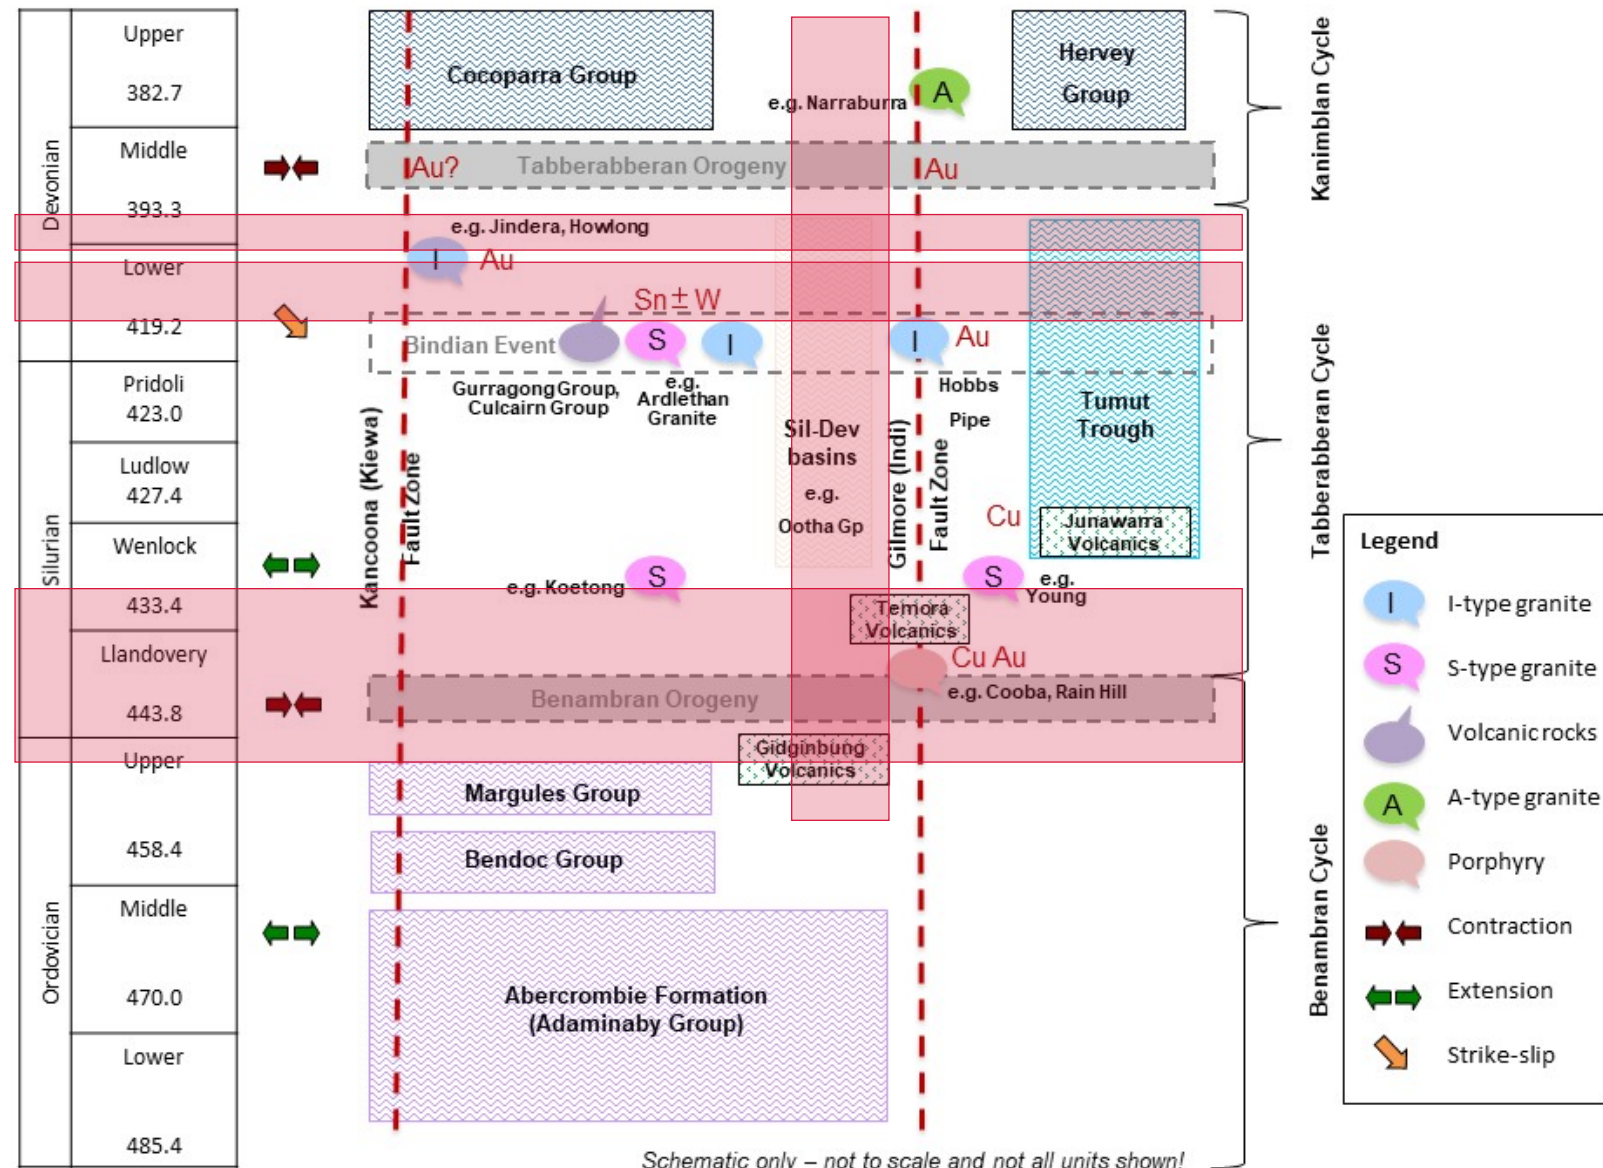 Devonian
Upper
382.7
Middle
393.3
Lower
419.2
Silurian
Pridoli
423.0
Ludlow
427.4
Wenlock
433.4
Llandovery
443.8
Ordovician
Upper
458.4
Middle
470.0
Lower
485.4
Cocoparra Group
e.g. Narraburra
A
Hervey
Group
Au?
Tabberabberan Orogeny
Au
e.g. Jindera, Howlong
I
Au
Sn ± W
Bindian Event
S
I
I
Au
Gurragong Group,
Culcairn Group
e.g.
Ardlethan
Granite
Hobbs
Pipe
Tumut
Trough
Sil-Dev
basins
e.g.
Ootha Gp
Kancoona (Kiewa)
Fault Zone
Gilmore (Indi)
Fault Zone
Cu
Junawarra
Volcanics
e.g. Koetong
S
S
e.g.
Young
Temora
Volcanics
Cu Au
e.g. Cooba, Rain Hill
Benambran Orogeny
Gidginbung
Volcanics
Margules Group
Bendoc Group
Abercrombie Formation
(Adaminaby Group)
Schematic only – not to scale and not all units shown!
Kanimblan Cycle
Tabberabberan Cycle
Benambran Cycle
Legend
I
I-type granite
S
S-type granite
Volcanic rocks
A
A-type granite
Porphyry
Contraction
Extension
Strike-slip